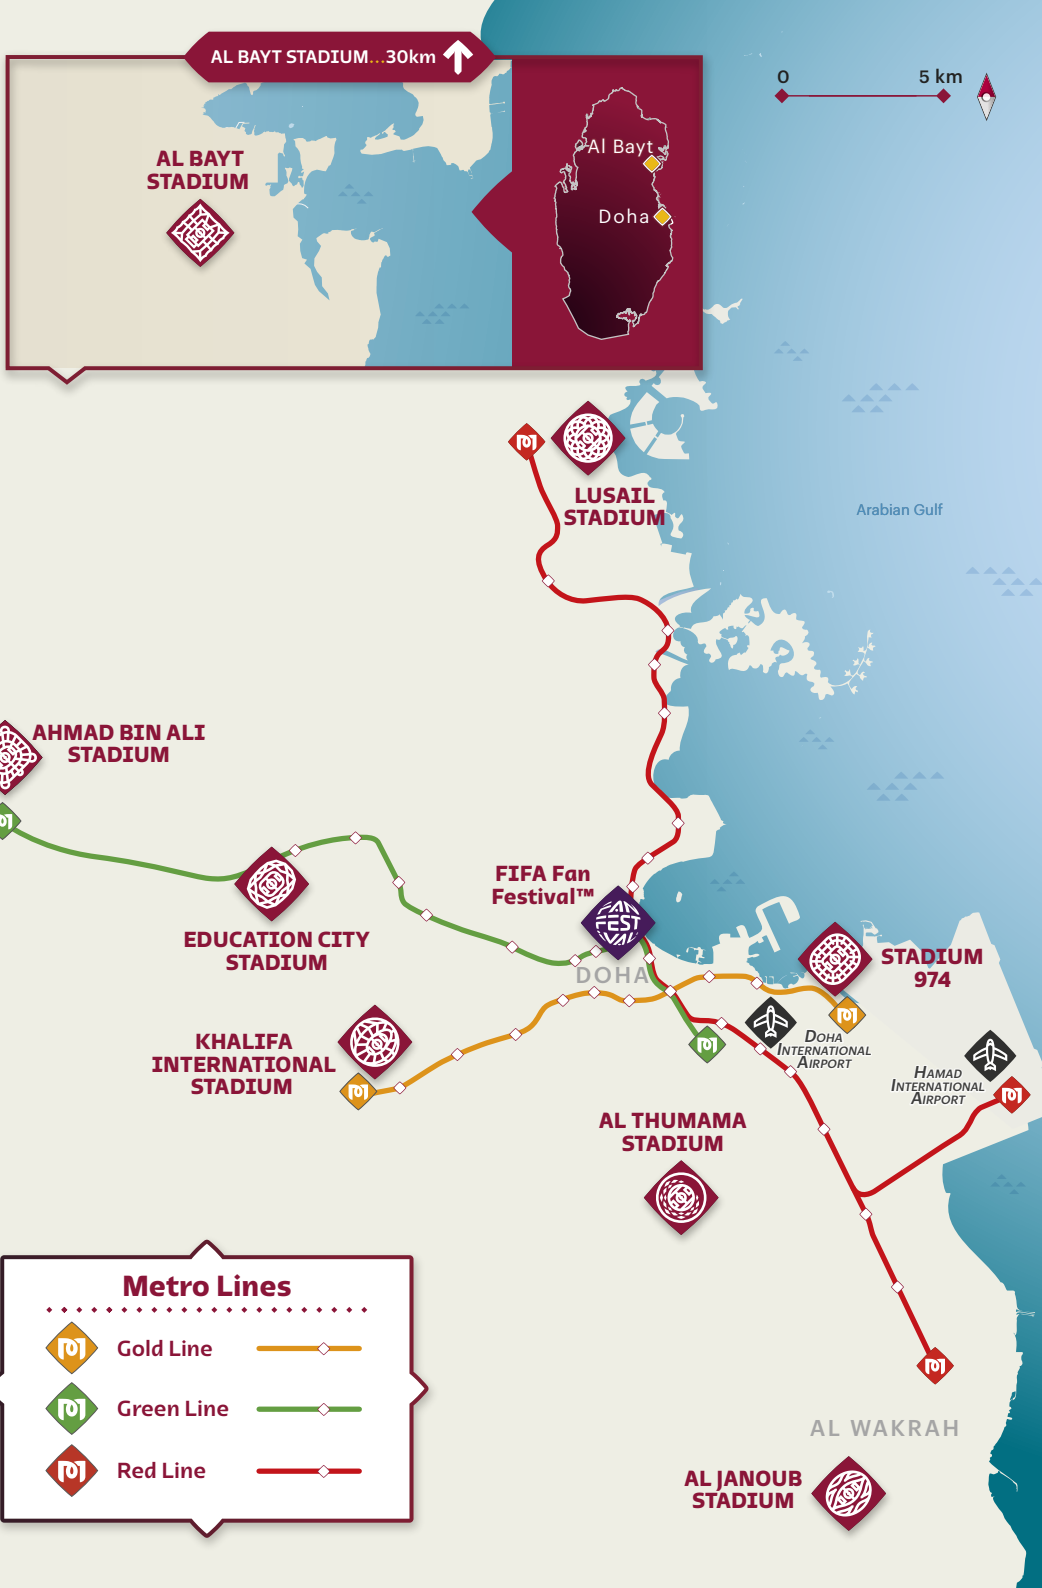 AL BAYT STADIUM...30km
0 5 km
AL BAYT
STADIUM
Al Bayt
Doha
LUSAIL
STADIUM
Arabian Gulf
AHMAD BIN ALI
STADIUM
FIFA Fan
Festival™
FAN
FEST
VAL
EDUCATION CITY
STADIUM
DOHA
STADIUM
974
KHALIFA
INTERNATIONAL
STADIUM
DOHA
INTERNATIONAL
AIRPORT
HAMAD
INTERNATIONAL
AIRPORT
AL THUMAMA
STADIUM
Metro Lines
Gold Line
Green Line
Red Line
AL WAKRAH
AL JANOUB
STADIUM